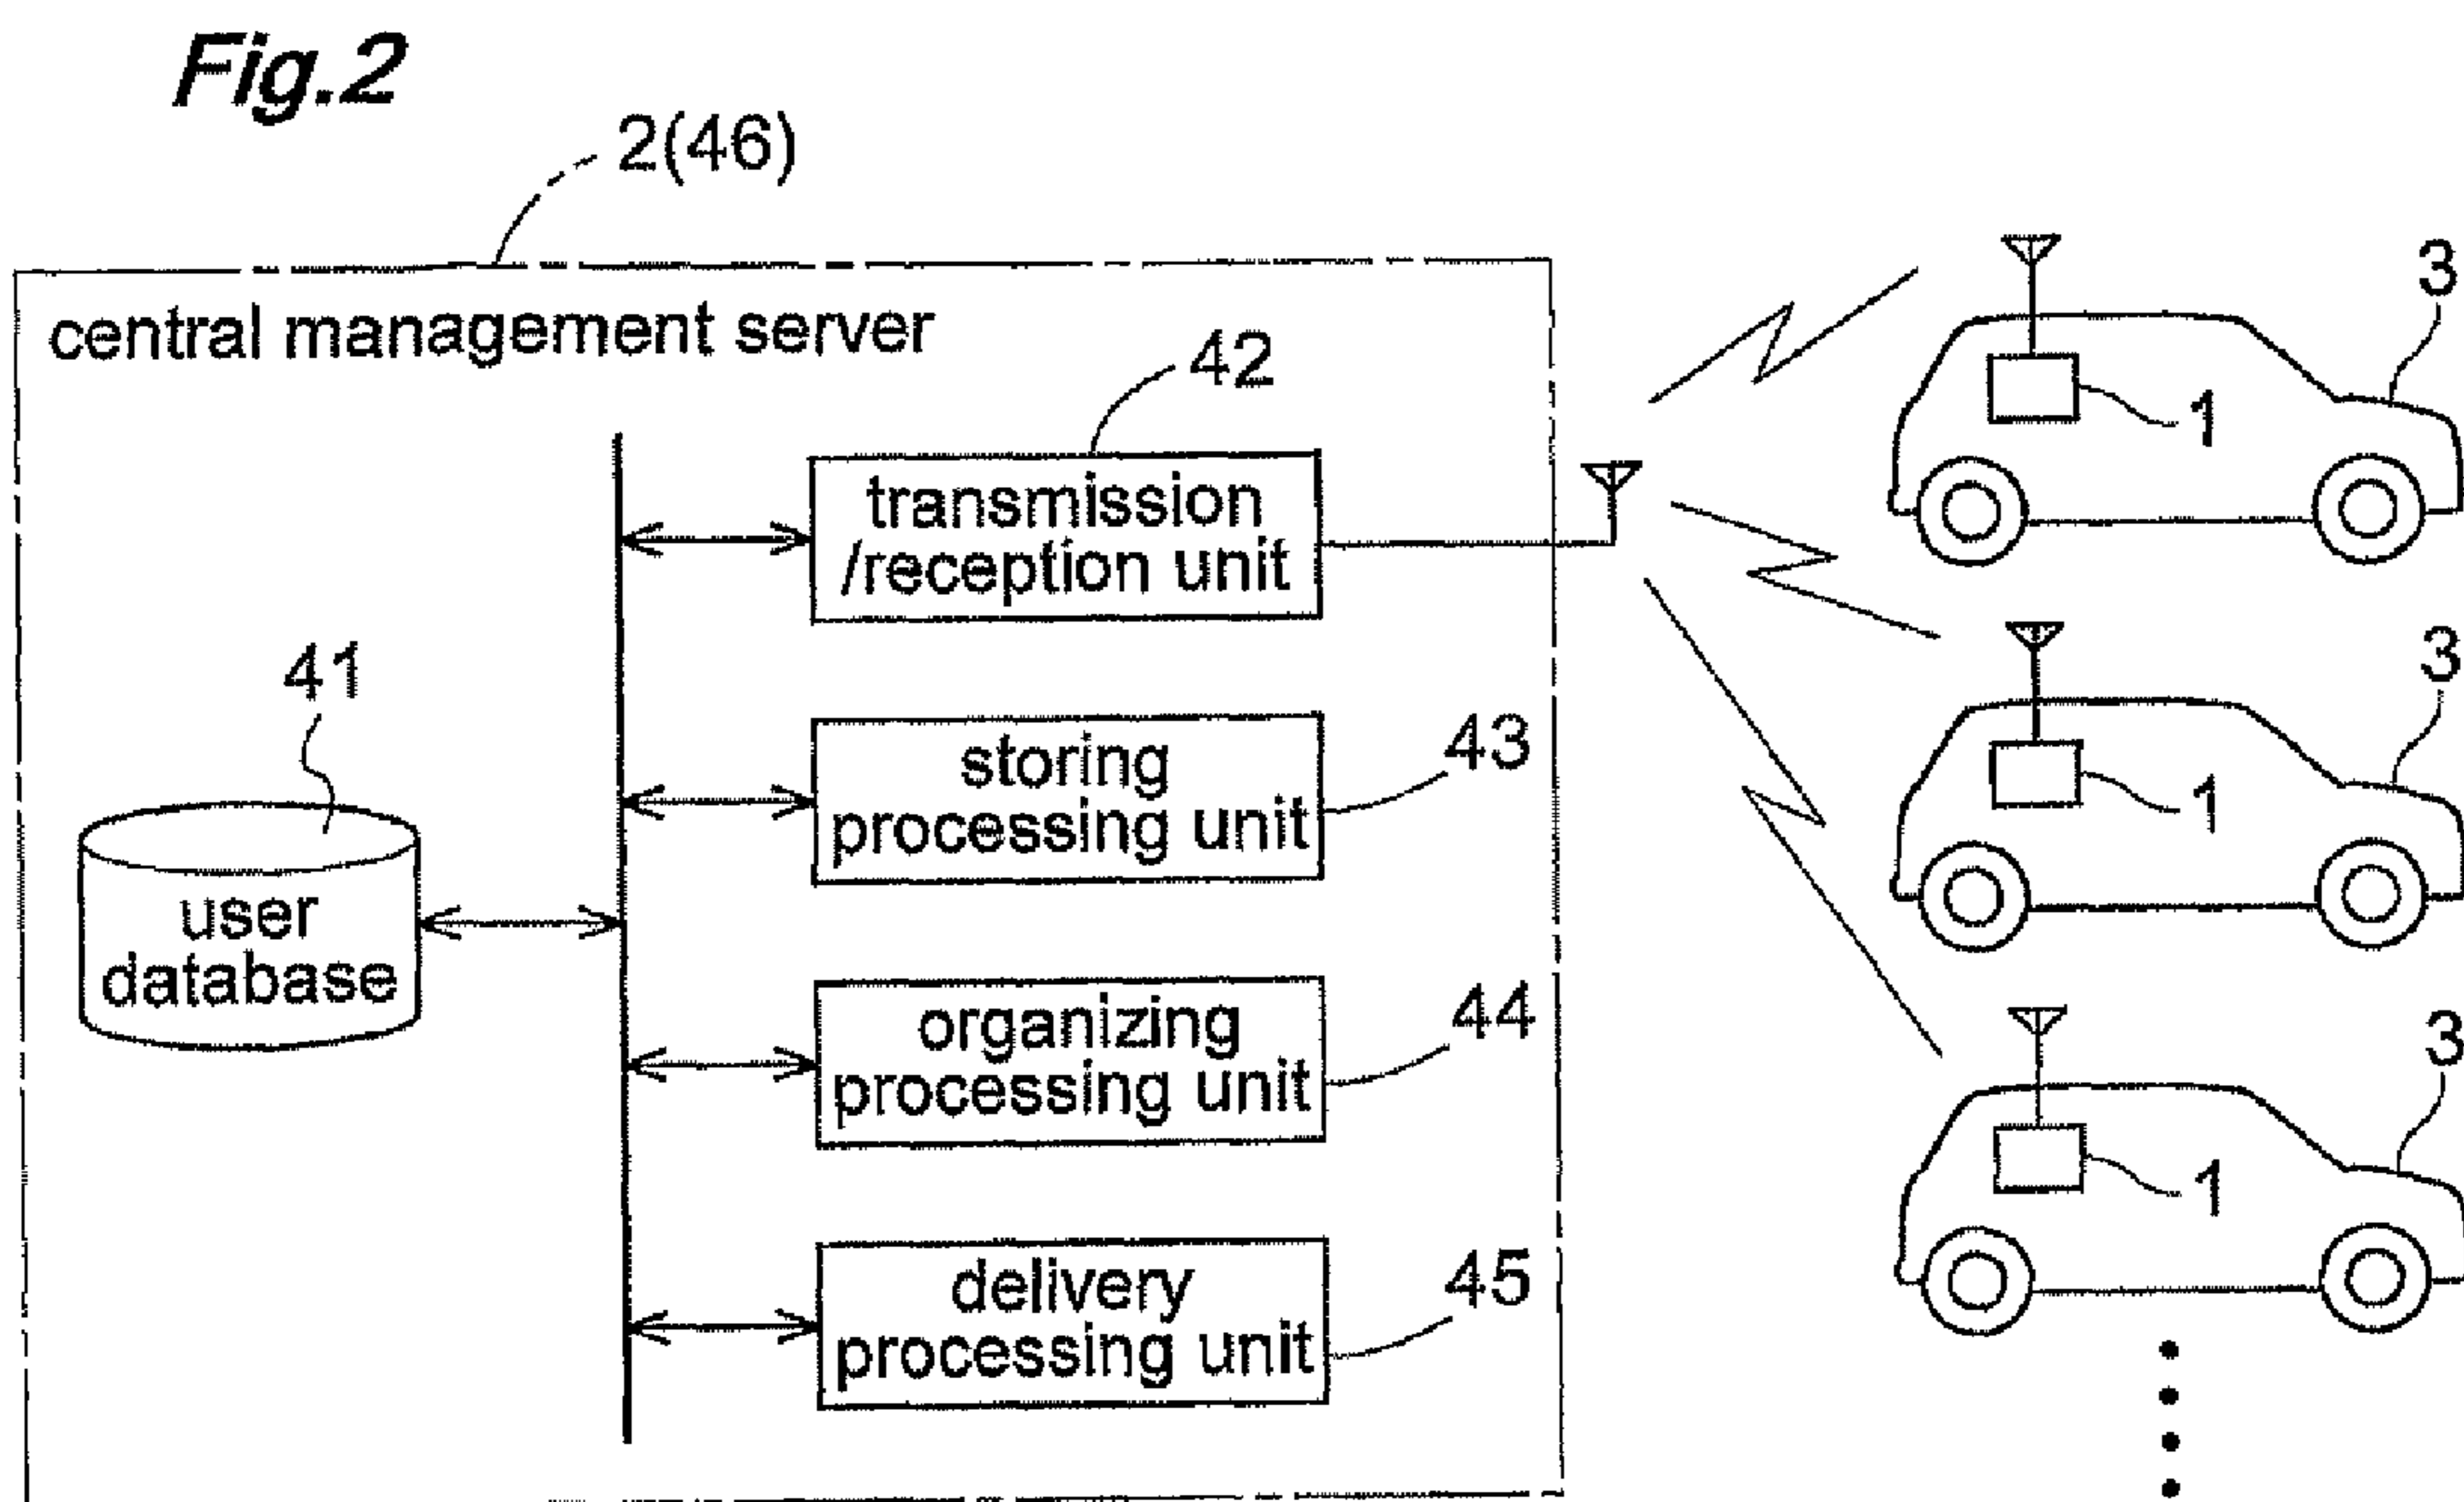 Fig.2
2(46)
central management server
42
transmission
/reception unit
41
user
database
storing
processing unit
43
organizing
processing unit
44
delivery
processing unit
45
3
1
3
1
3
1